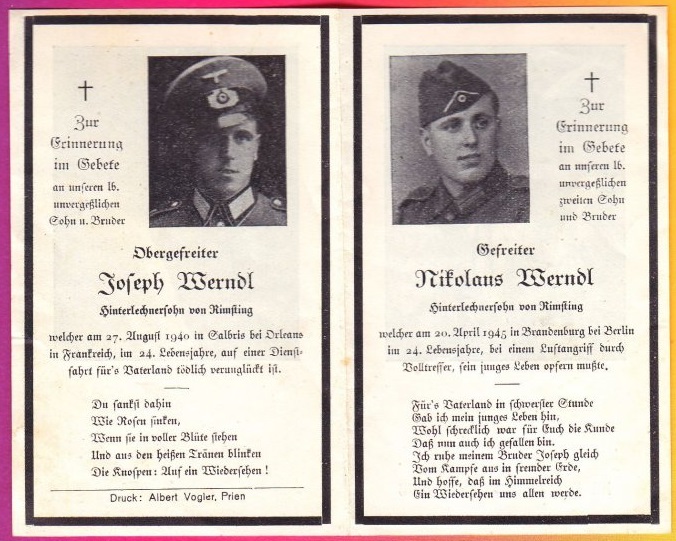 Zur
Erinnerung
im Gebete
an unseren lb.
unvergeßlichen
Sohn u. Bruder
Obergefreiter
Joseph Werndl
Hinterlechnersohn von Rimsting
welcher am 27. August 1940 in Salbris bei Orleans
in Frankreich, im 24. Lebensjahre, auf einer Dienst-
fahrt für's Vaterland tödlich verunglückt ist.
Du sankst dahin
Wie Rosen sinken,
Wenn sie in voller Blüte stehen
Und aus den heißen Tränen blinken
Die Knospen: Auf ein Wiedersehen!
Druck: Albert Vogler, Prien
Zur
Erinnerung
im Gebete
an unseren lb.
unvergeßlichen
zweiten Sohn
und Bruder
Gefreiter
Nikolaus Werndl
Hinterlechnersohn von Rimsting
welcher am 20. April 1945 in Brandenburg bei Berlin
im 24. Lebensjahre, bei einem Luftangriff durch
Volltreffer, sein junges Leben opfern mußte.
Für's Vaterland in schwerster Stunde
Gab ich mein junges Leben hin,
Wohl schrecklich war für Euch die Kunde
Daß nun auch ich gefallen bin.
Ich ruhe meinem Bruder Joseph gleich
Vom Kampfe aus in fremder Erde,
Und hoffe, daß im Himmelreich
Ein Wiedersehen uns allen werde.